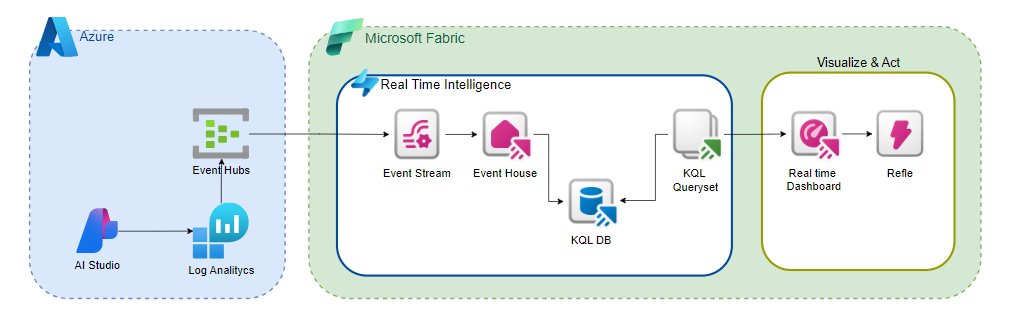 Azure
Microsoft Fabric
Visualize & Act
Real Time Intelligence
Event Hubs
Event Stream
Event House
KQL
Queryset
Real time
Dashboard
Refle
KQL DB
AI Studio
Log Analitycs